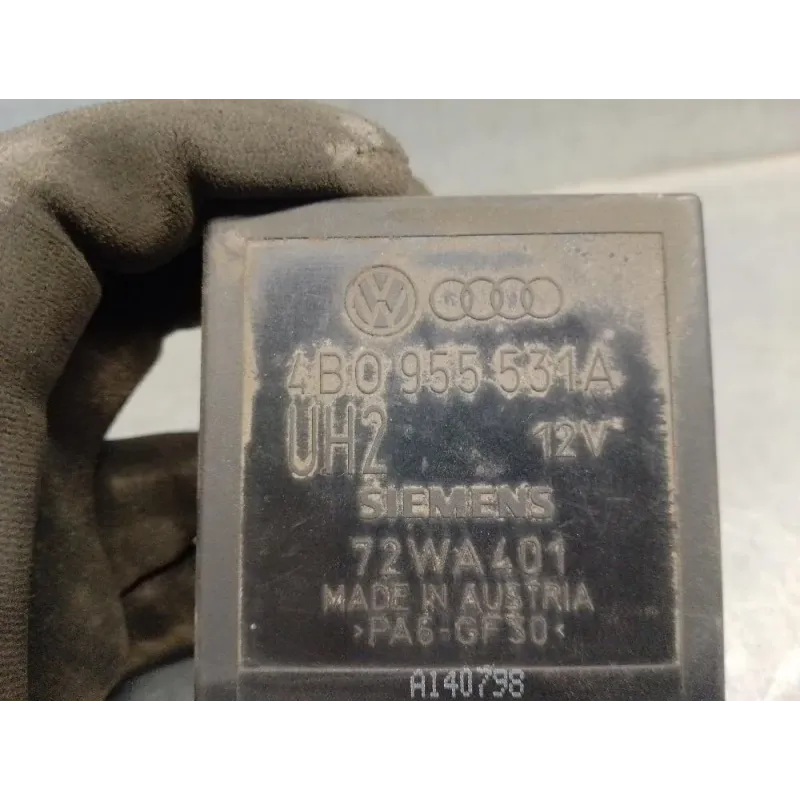 4B0 955 531A
UH2 12V
SIEMENS
72WA401
MADE IN AUSTRIA
>PA6-GF30<
A140798